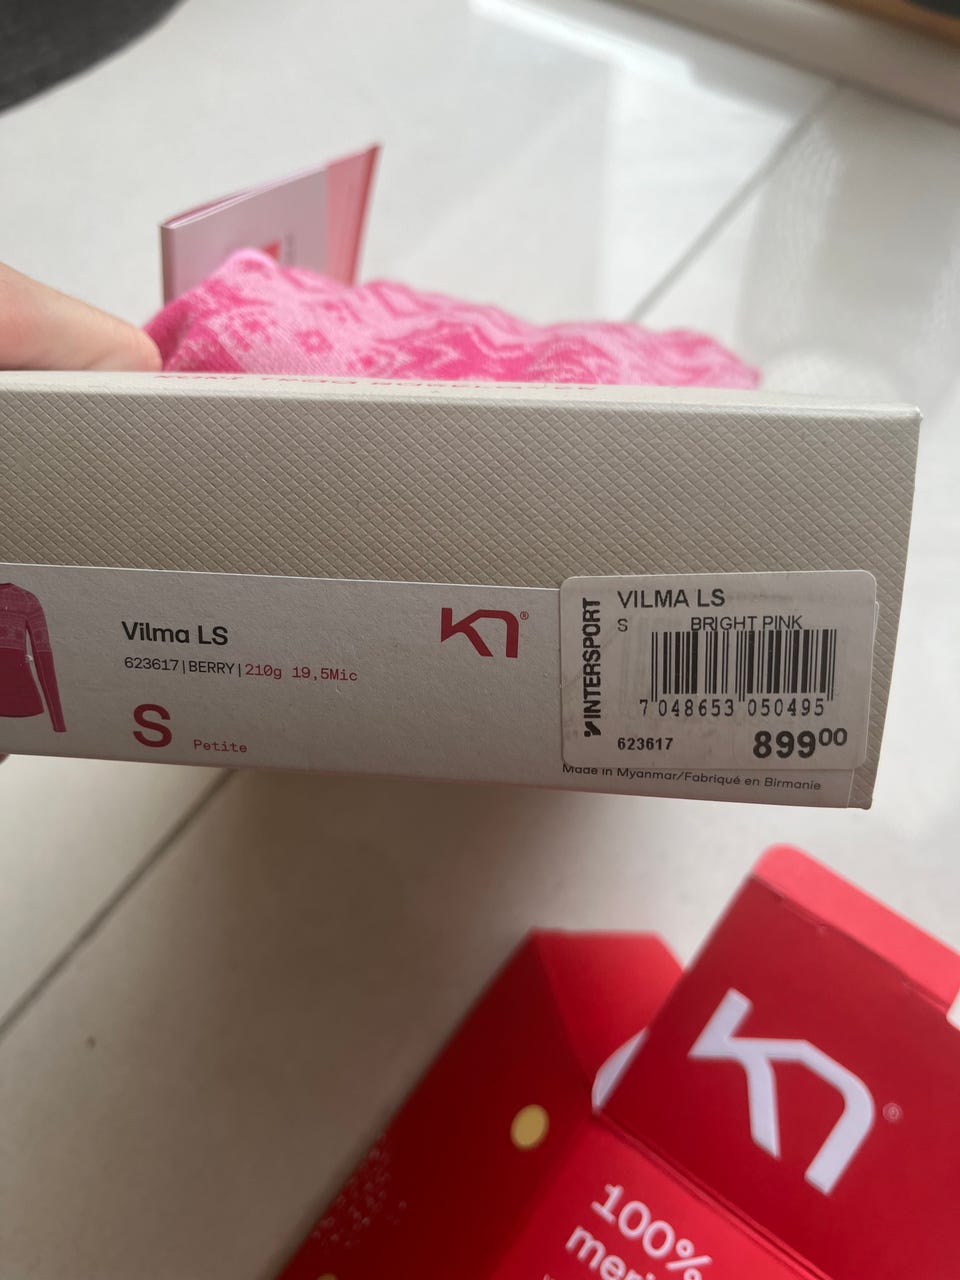 Vilma LS
623617|BERRY|210g 19,5Mic
S Petite
K
®
INTERSPORT
VILMA LS
S BRIGHT PINK
7 048653 050495
623617 899⁰⁰
Made in Myanmar/Fabriqué en Birmanie
®
100%